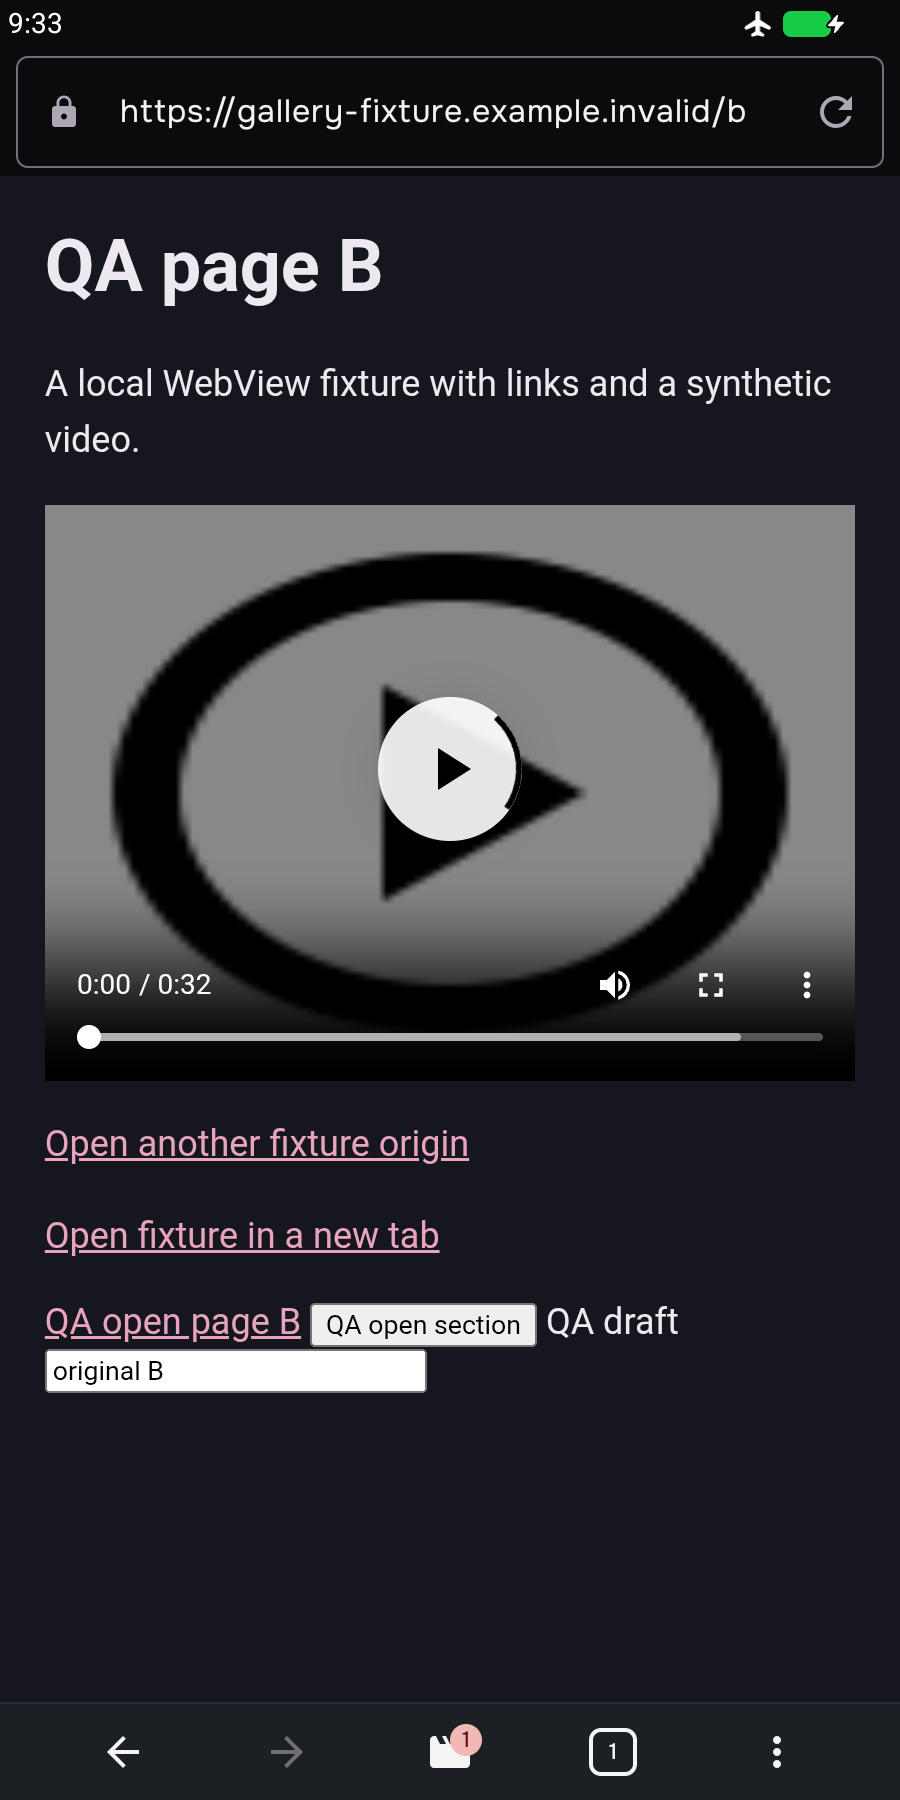 9:33
https://gallery-fixture.example.invalid/b
QA page B
A local WebView fixture with links and a synthetic
video.
0:00 / 0:32
Open another fixture origin
Open fixture in a new tab
QA open page B QA open section QA draft
original B
1
1